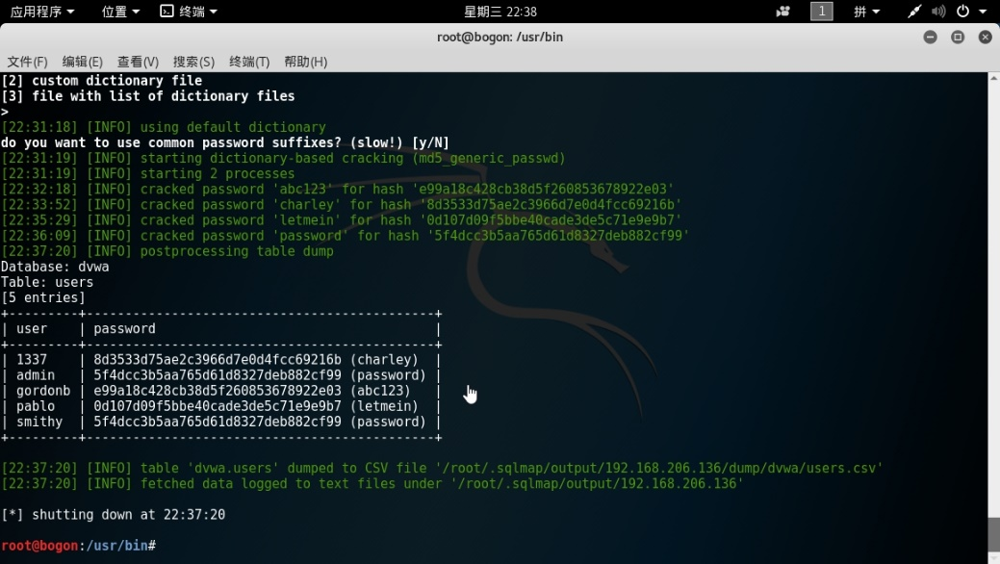 应用程序 位置 终端 星期三 22:38 1 拼
root@bogon: /usr/bin
文件(F) 编辑(E) 查看(V) 搜索(S) 终端(T) 帮助(H)
[2] custom dictionary file
[3] file with list of dictionary files
>
[22:31:18] [INFO] using default dictionary
do you want to use common password suffixes? (slow!) [y/N]
[22:31:19] [INFO] starting dictionary-based cracking (md5_generic_passwd)
[22:31:19] [INFO] starting 2 processes
[22:32:18] [INFO] cracked password 'abc123' for hash 'e99a18c428cb38d5f260853678922e03'
[22:33:52] [INFO] cracked password 'charley' for hash '8d3533d75ae2c3966d7e0d4fcc69216b'
[22:35:29] [INFO] cracked password 'letmein' for hash '0d107d09f5bbe40cade3de5c71e9e9b7'
[22:36:09] [INFO] cracked password 'password' for hash '5f4dcc3b5aa765d61d8327deb882cf99'
[22:37:20] [INFO] postprocessing table dump
Database: dvwa
Table: users
[5 entries]
+---------+---------------------------------------------+
| user    | password                                    |
+---------+---------------------------------------------+
| 1337    | 8d3533d75ae2c3966d7e0d4fcc69216b (charley)  |
| admin   | 5f4dcc3b5aa765d61d8327deb882cf99 (password) |
| gordonb | e99a18c428cb38d5f260853678922e03 (abc123)   |
| pablo   | 0d107d09f5bbe40cade3de5c71e9e9b7 (letmein)  |
| smithy  | 5f4dcc3b5aa765d61d8327deb882cf99 (password) |
+---------+---------------------------------------------+
[22:37:20] [INFO] table 'dvwa.users' dumped to CSV file '/root/.sqlmap/output/192.168.206.136/dump/dvwa/users.csv'
[22:37:20] [INFO] fetched data logged to text files under '/root/.sqlmap/output/192.168.206.136'
[*] shutting down at 22:37:20
root@bogon:/usr/bin#